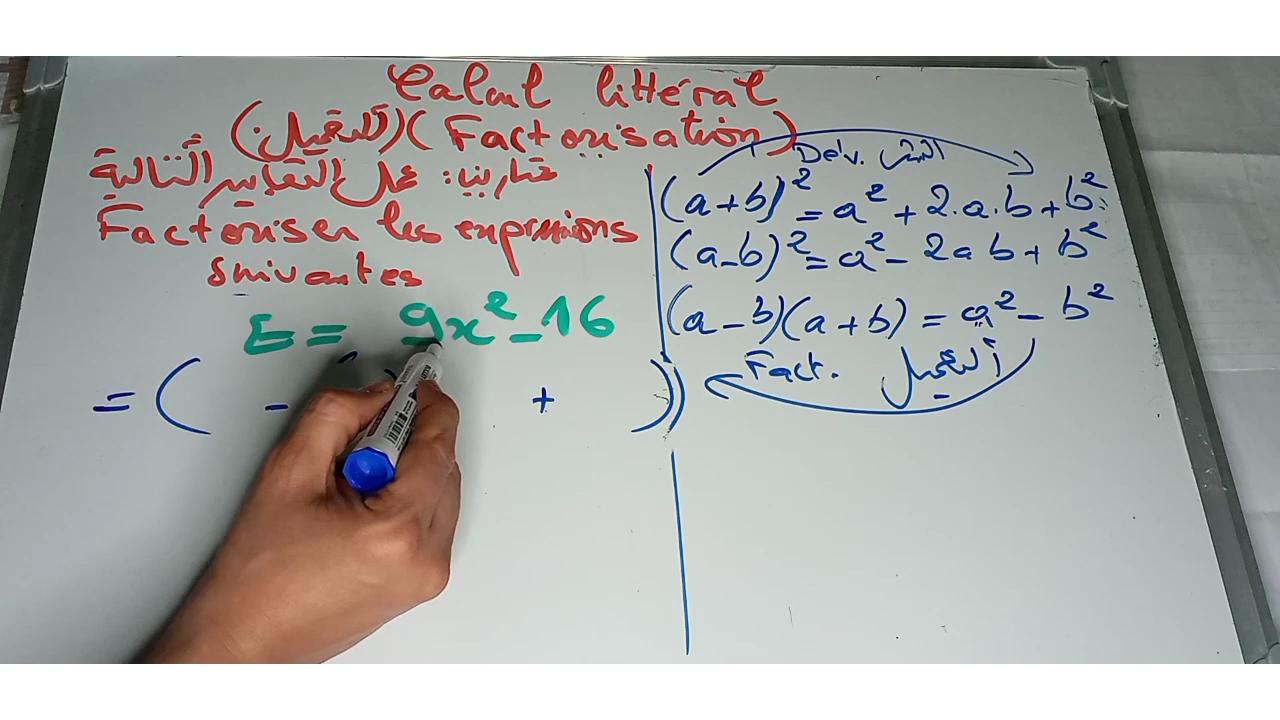 Calcul littéral
(التعميل) (Factorisation)
تمارين: عمل التعابير التالية
Factoriser les expressions
suivantes
E = 9x² - 16
= ( - + )
Dév. النشر
(a+b)² = a² + 2.a.b + b²
(a-b)² = a² - 2ab + b²
(a-b)(a+b) = a² - b²
Fact. التعميل